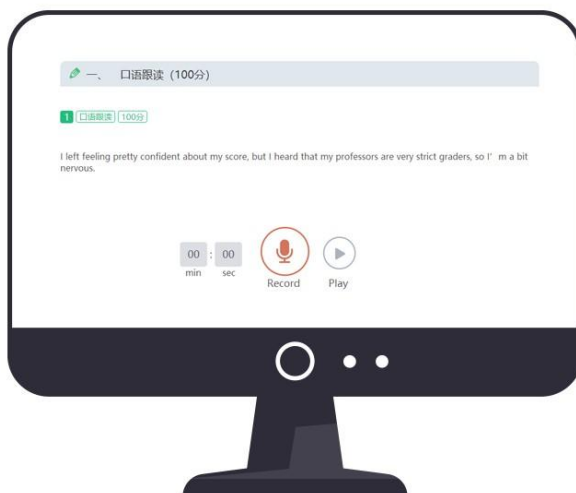 一、 口语跟读（100分）
1 口语跟读 100分
I left feeling pretty confident about my score, but I heard that my professors are very strict graders, so I' m a bit
nervous.
00 : 00
min sec
Record Play